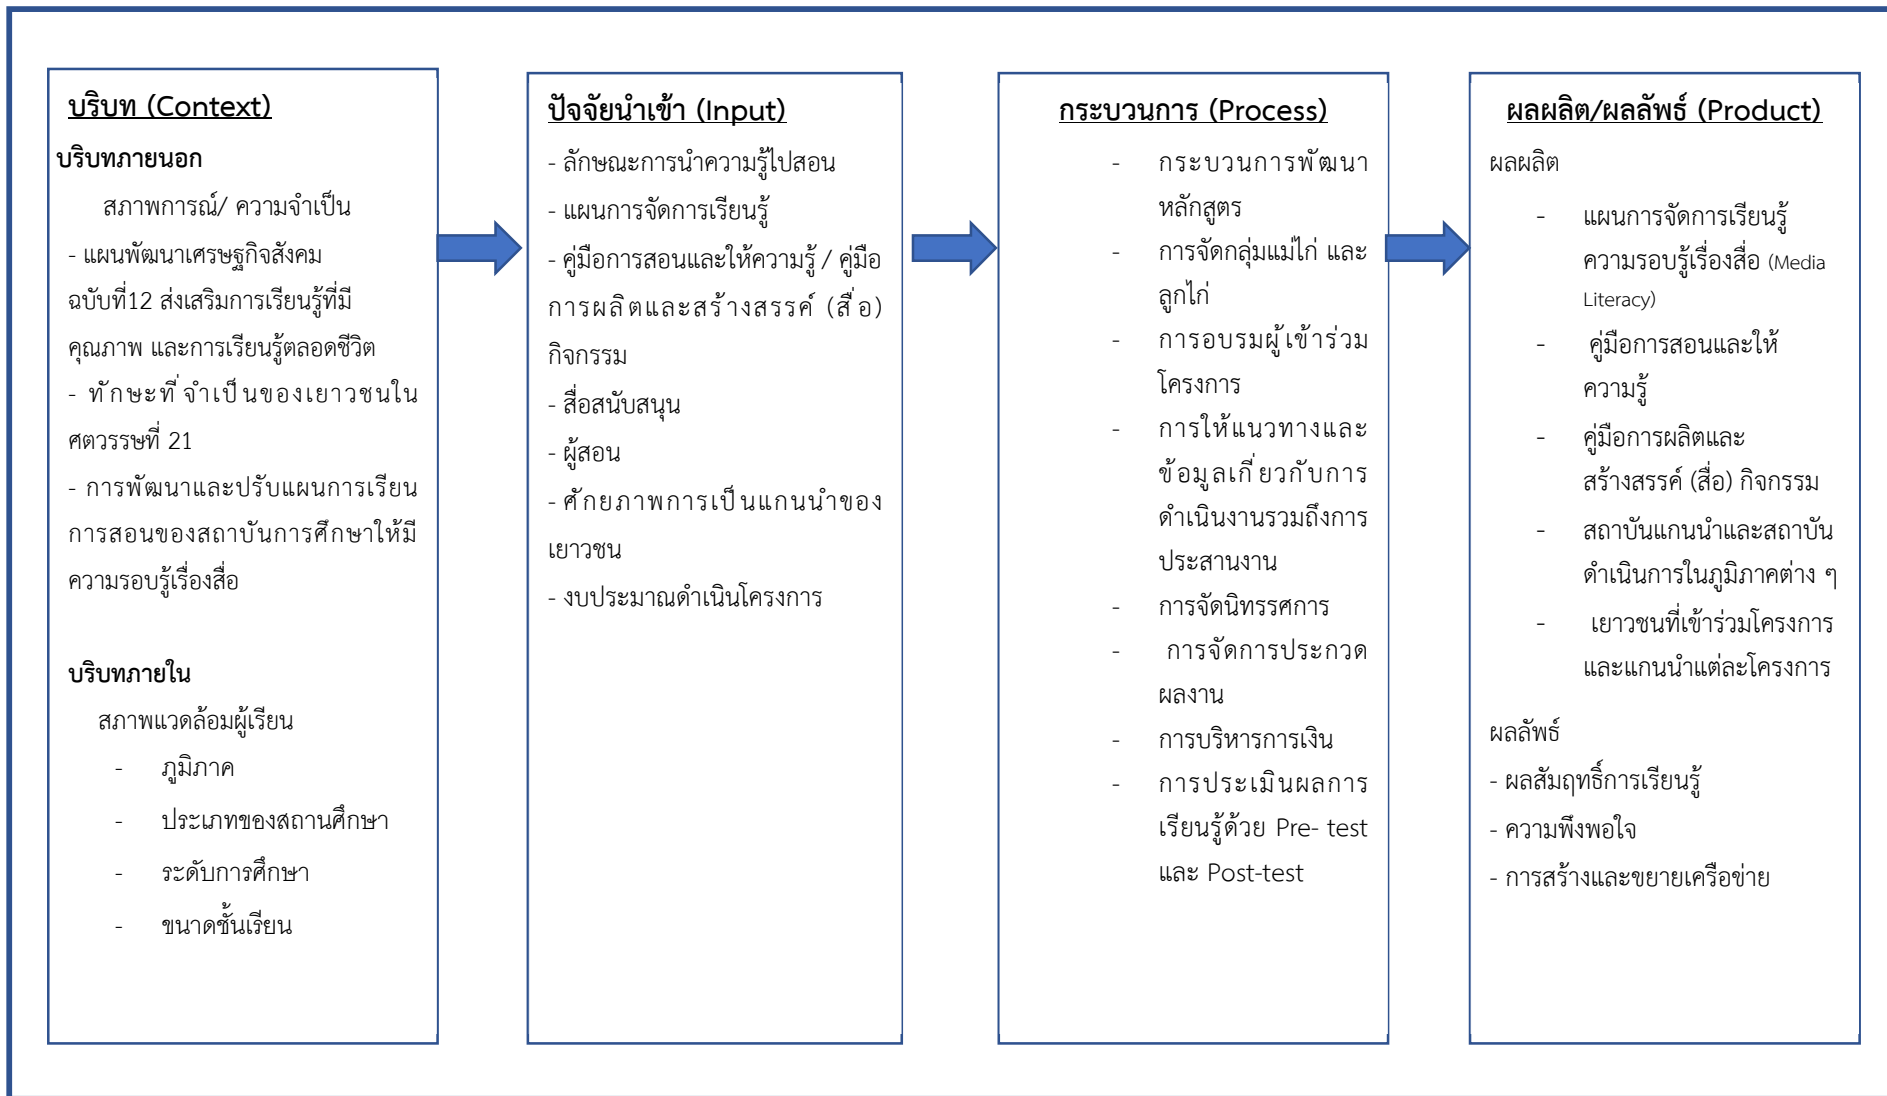 บริบท (Context)
บริบทภายนอก
สภาพการณ์/ ความจำเป็น
- แผนพัฒนาเศรษฐกิจสังคม
ฉบับที่12 ส่งเสริมการเรียนรู้ที่มี
คุณภาพ และการเรียนรู้ตลอดชีวิต
- ทักษะที่จำเป็นของเยาวชนใน
ศตวรรษที่ 21
- การพัฒนาและปรับแผนการเรียน
การสอนของสถาบันการศึกษาให้มี
ความรอบรู้เรื่องสื่อ
บริบทภายใน
สภาพแวดล้อมผู้เรียน
- ภูมิภาค
- ประเภทของสถานศึกษา
- ระดับการศึกษา
- ขนาดชั้นเรียน
ปัจจัยนำเข้า (Input)
- ลักษณะการนำความรู้ไปสอน
- แผนการจัดการเรียนรู้
- คู่มือการสอนและให้ความรู้ / คู่มือ
การผลิตและสร้างสรรค์ (สื่อ)
กิจกรรม
- สื่อสนับสนุน
- ผู้สอน
- ศักยภาพการเป็นแกนนำของ
เยาวชน
- งบประมาณดำเนินโครงการ
กระบวนการ (Process)
- กระบวนการพัฒนา
หลักสูตร
- การจัดกลุ่มแม่ไก่ และ
ลูกไก่
- การอบรมผู้เข้าร่วม
โครงการ
- การให้แนวทางและ
ข้อมูลเกี่ยวกับการ
ดำเนินงานรวมถึงการ
ประสานงาน
- การจัดนิทรรศการ
- การจัดการประกวด
ผลงาน
- การบริหารการเงิน
- การประเมินผลการ
เรียนรู้ด้วย Pre- test
และ Post-test
ผลผลิต/ผลลัพธ์ (Product)
ผลผลิต
- แผนการจัดการเรียนรู้
ความรอบรู้เรื่องสื่อ (Media
Literacy)
- คู่มือการสอนและให้
ความรู้
- คู่มือการผลิตและ
สร้างสรรค์ (สื่อ) กิจกรรม
- สถาบันแกนนำและสถาบัน
ดำเนินการในภูมิภาคต่าง ๆ
- เยาวชนที่เข้าร่วมโครงการ
และแกนนำแต่ละโครงการ
ผลลัพธ์
- ผลสัมฤทธิ์การเรียนรู้
- ความพึงพอใจ
- การสร้างและขยายเครือข่าย